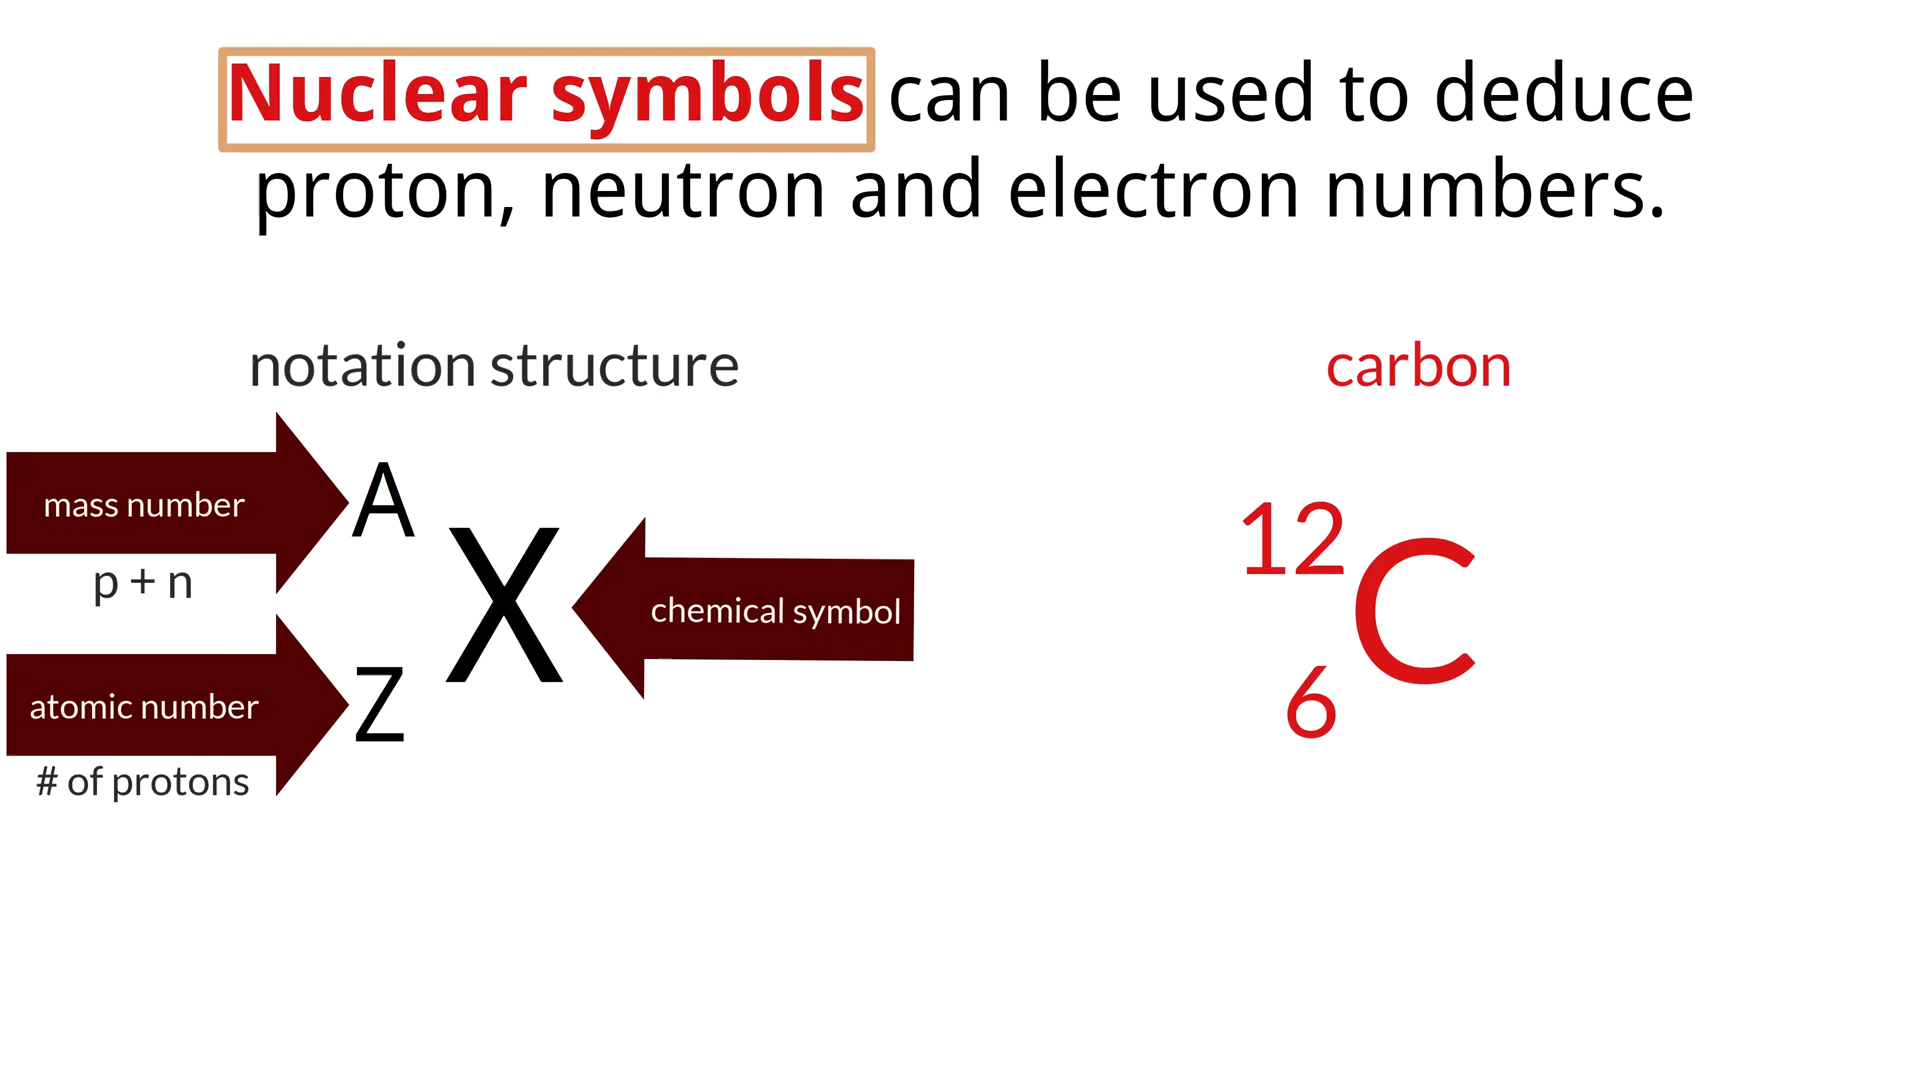 Nuclear symbols can be used to deduce
proton, neutron and electron numbers.
notation structure
mass number
A
p + n
X
chemical symbol
atomic number
Z
# of protons
carbon
12
C
6